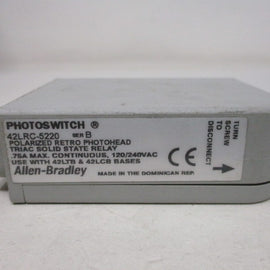 PHOTOSWITCH ®
42LRC-5220 SER B
POLARIZED RETRO PHOTOHEAD
TRIAC SOLID STATE RELAY
.75A MAX. CONTINUOUS, 120/240VAC
USE WITH 42LTB & 42LCB BASES
Allen-Bradley MADE IN THE DOMINICAN REP.
CE
TURN
SCREW
TO
DISCONNECT